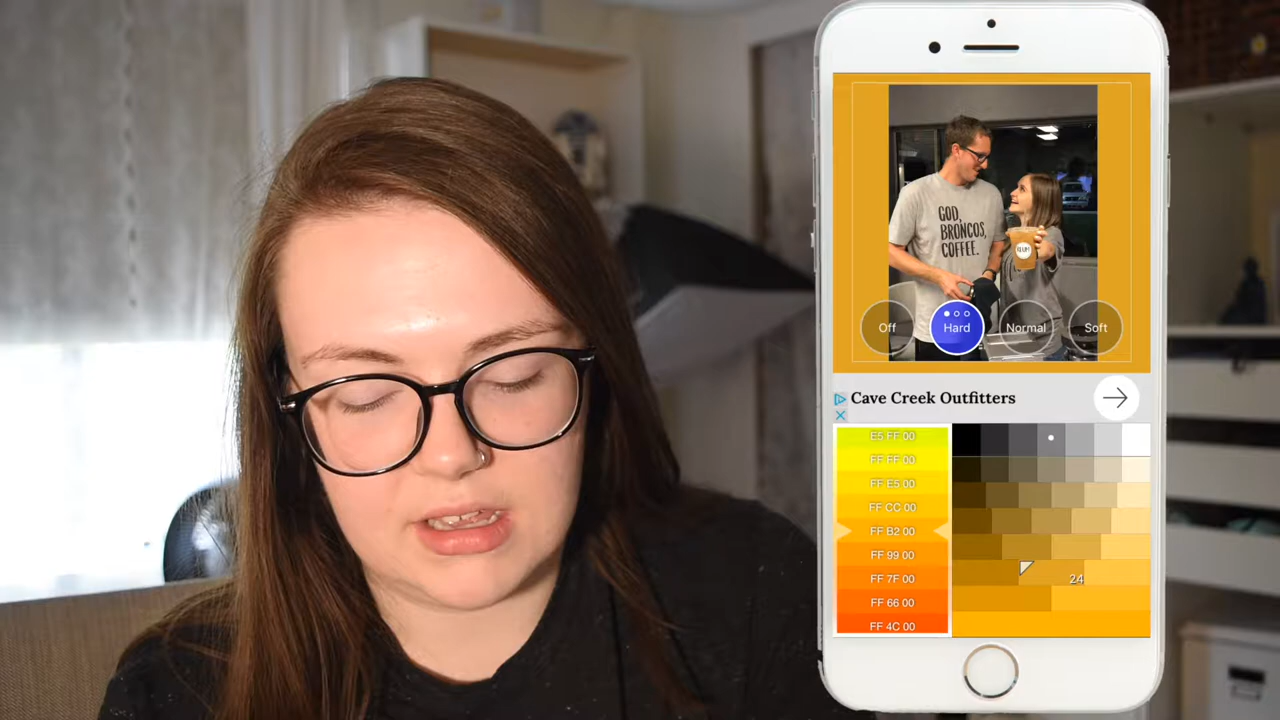 GOD,
BRONCOS,
COFFEE.
Off
Hard
Normal
Soft
Cave Creek Outfitters
E5 FF 00
FF FF 00
FF E5 00
FF CC 00
FF B2 00
FF 99 00
FF 7F 00
FF 66 00
FF 4C 00
24